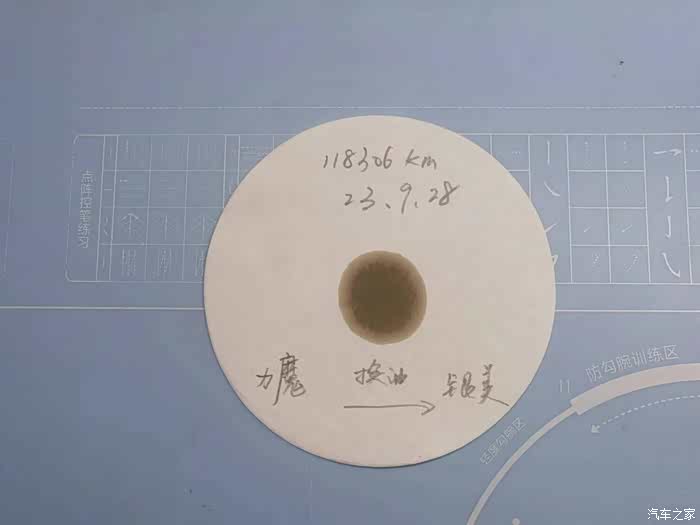 118306 km
23、9、28
力魔 换油 银美
点阵控笔练习
防勾腕训练区
汽车之家